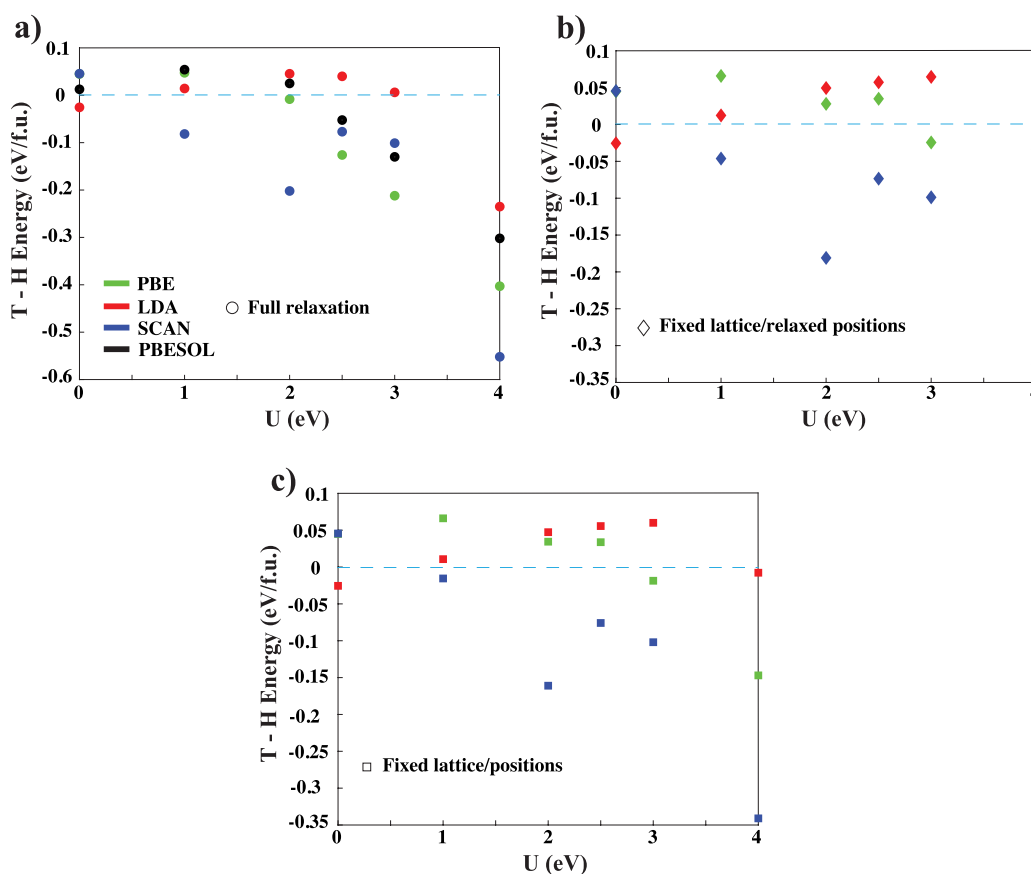 a)
0.1
0
-0.1
-0.2
-0.3
-0.4
-0.5
-0.6
T - H Energy (eV/f.u.)
PBE
LDA
SCAN
PBESOL
Full relaxation
0 1 2 3 4
U (eV)
b)
0.1
0.05
0
-0.05
-0.1
-0.15
-0.2
-0.25
-0.3
-0.35
T - H Energy (eV/f.u.)
Fixed lattice/relaxed positions
0 1 2 3
U (eV)
c)
0.1
0.05
0
-0.05
-0.1
-0.15
-0.2
-0.25
-0.3
-0.35
T - H Energy (eV/f.u.)
Fixed lattice/positions
0 1 2 3 4
U (eV)